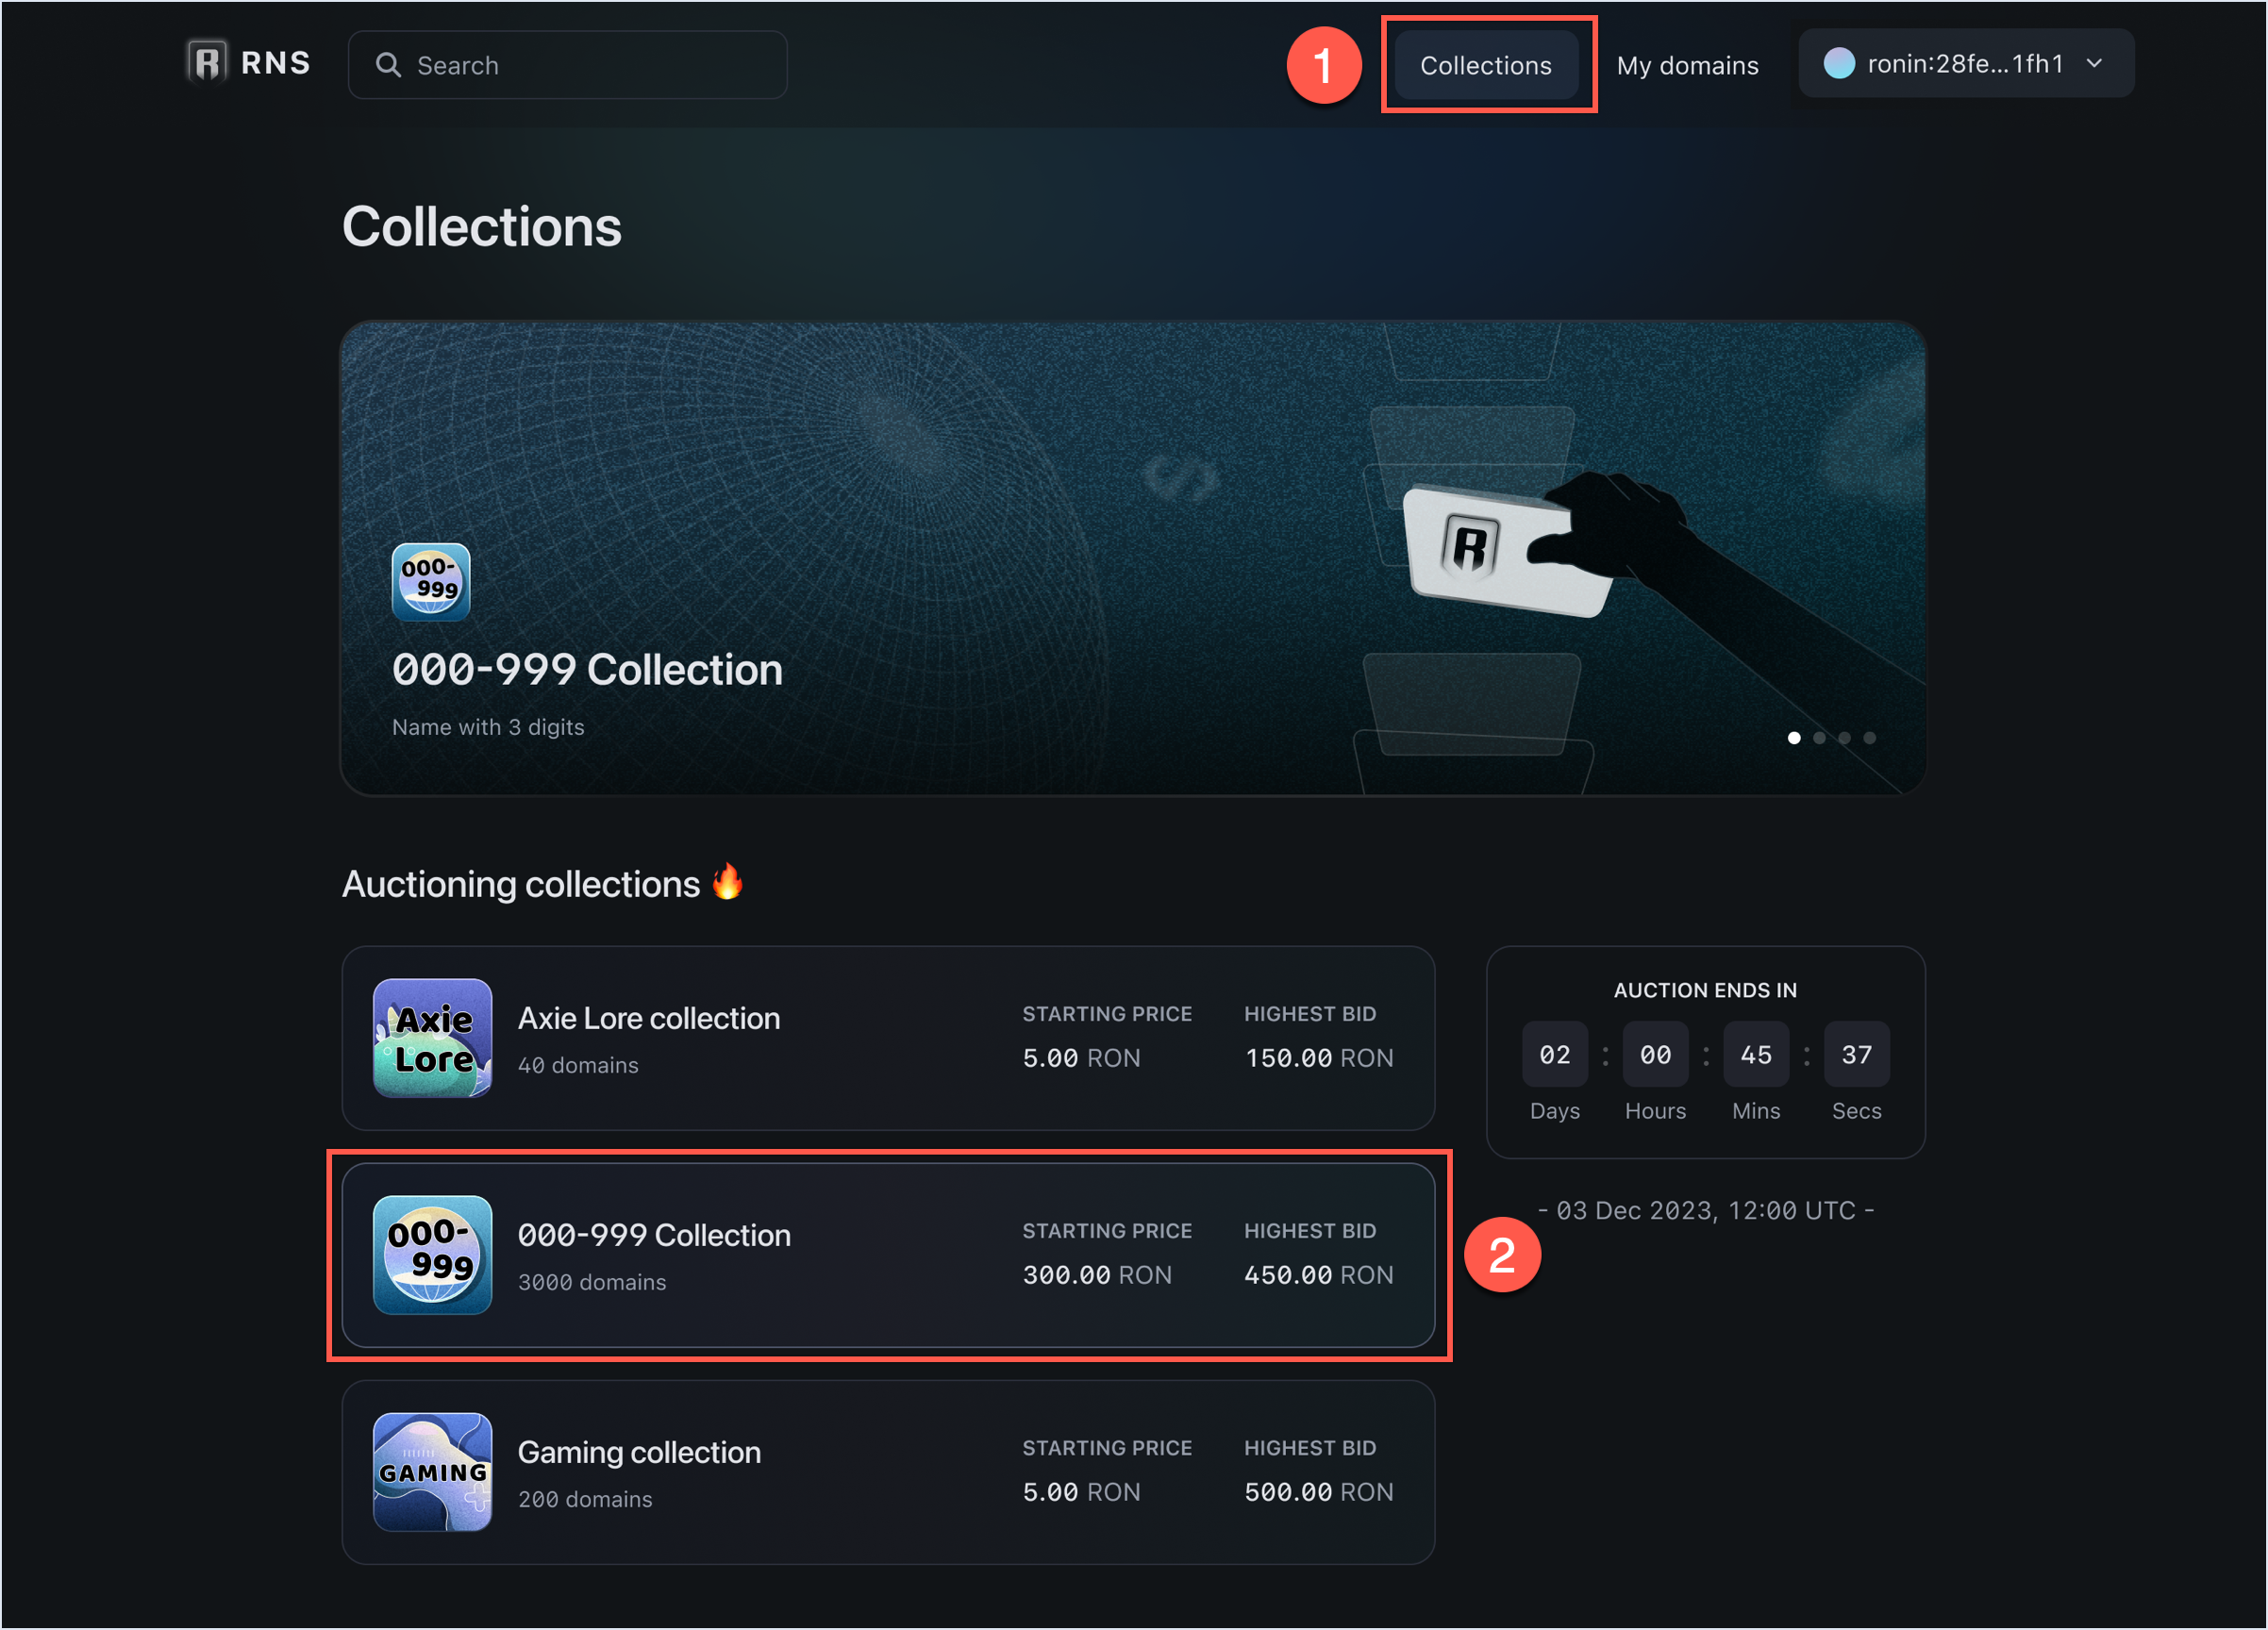 RNS
Search
1
Collections
My domains
ronin:28fe...1fh1
Collections
R
000-
999
000-999 Collection
Name with 3 digits
Auctioning collections 🔥
Axie
Lore
Axie Lore collection
40 domains
STARTING PRICE
5.00 RON
HIGHEST BID
150.00 RON
AUCTION ENDS IN
02 : 00 : 45 : 37
Days Hours Mins Secs
- 03 Dec 2023, 12:00 UTC -
000-
999
000-999 Collection
3000 domains
STARTING PRICE
300.00 RON
HIGHEST BID
450.00 RON
2
GAMING
Gaming collection
200 domains
STARTING PRICE
5.00 RON
HIGHEST BID
500.00 RON